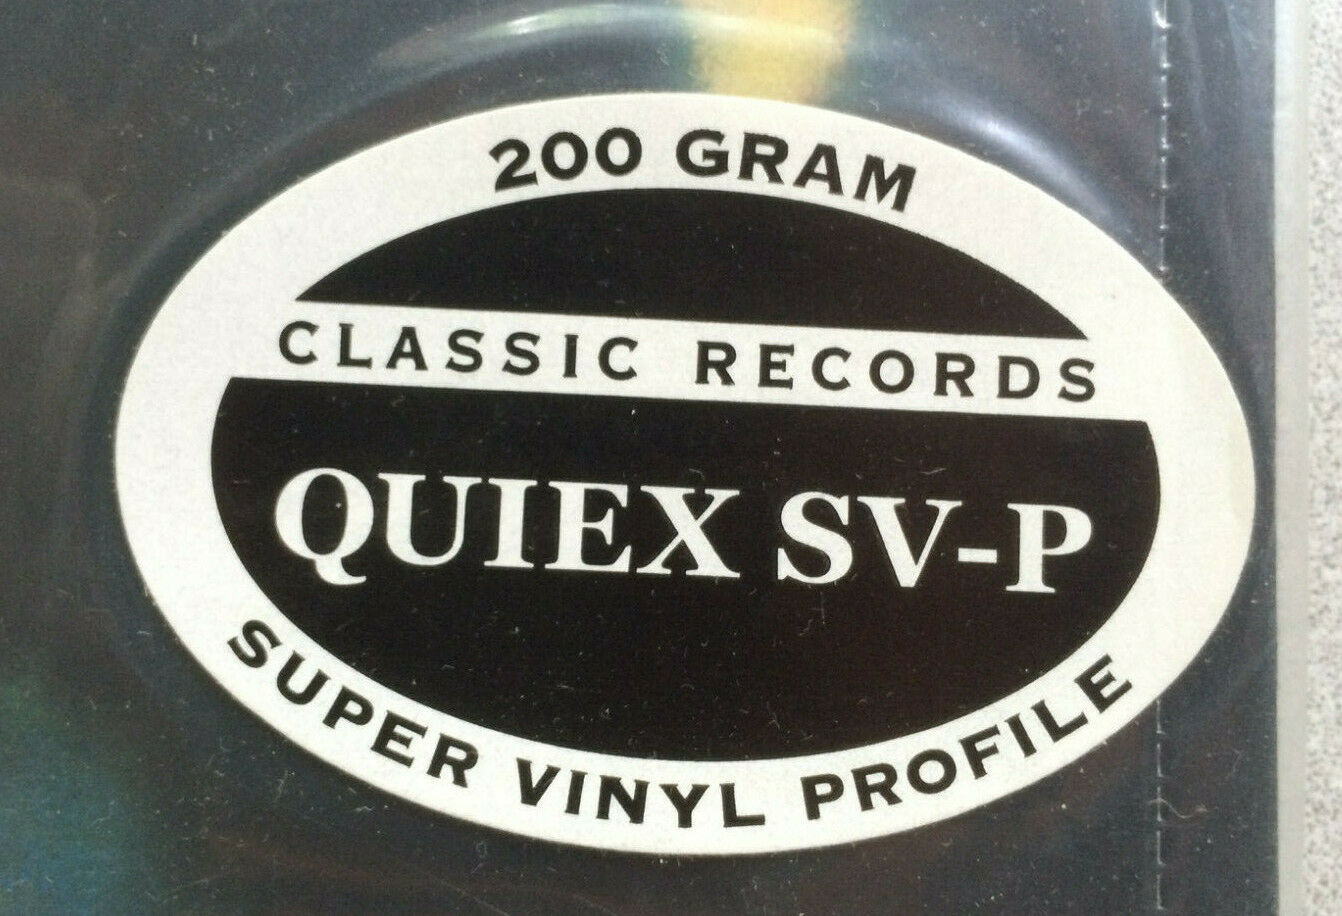 200 GRAM
CLASSIC RECORDS
QUIEX SV-P
SUPER VINYL PROFILE